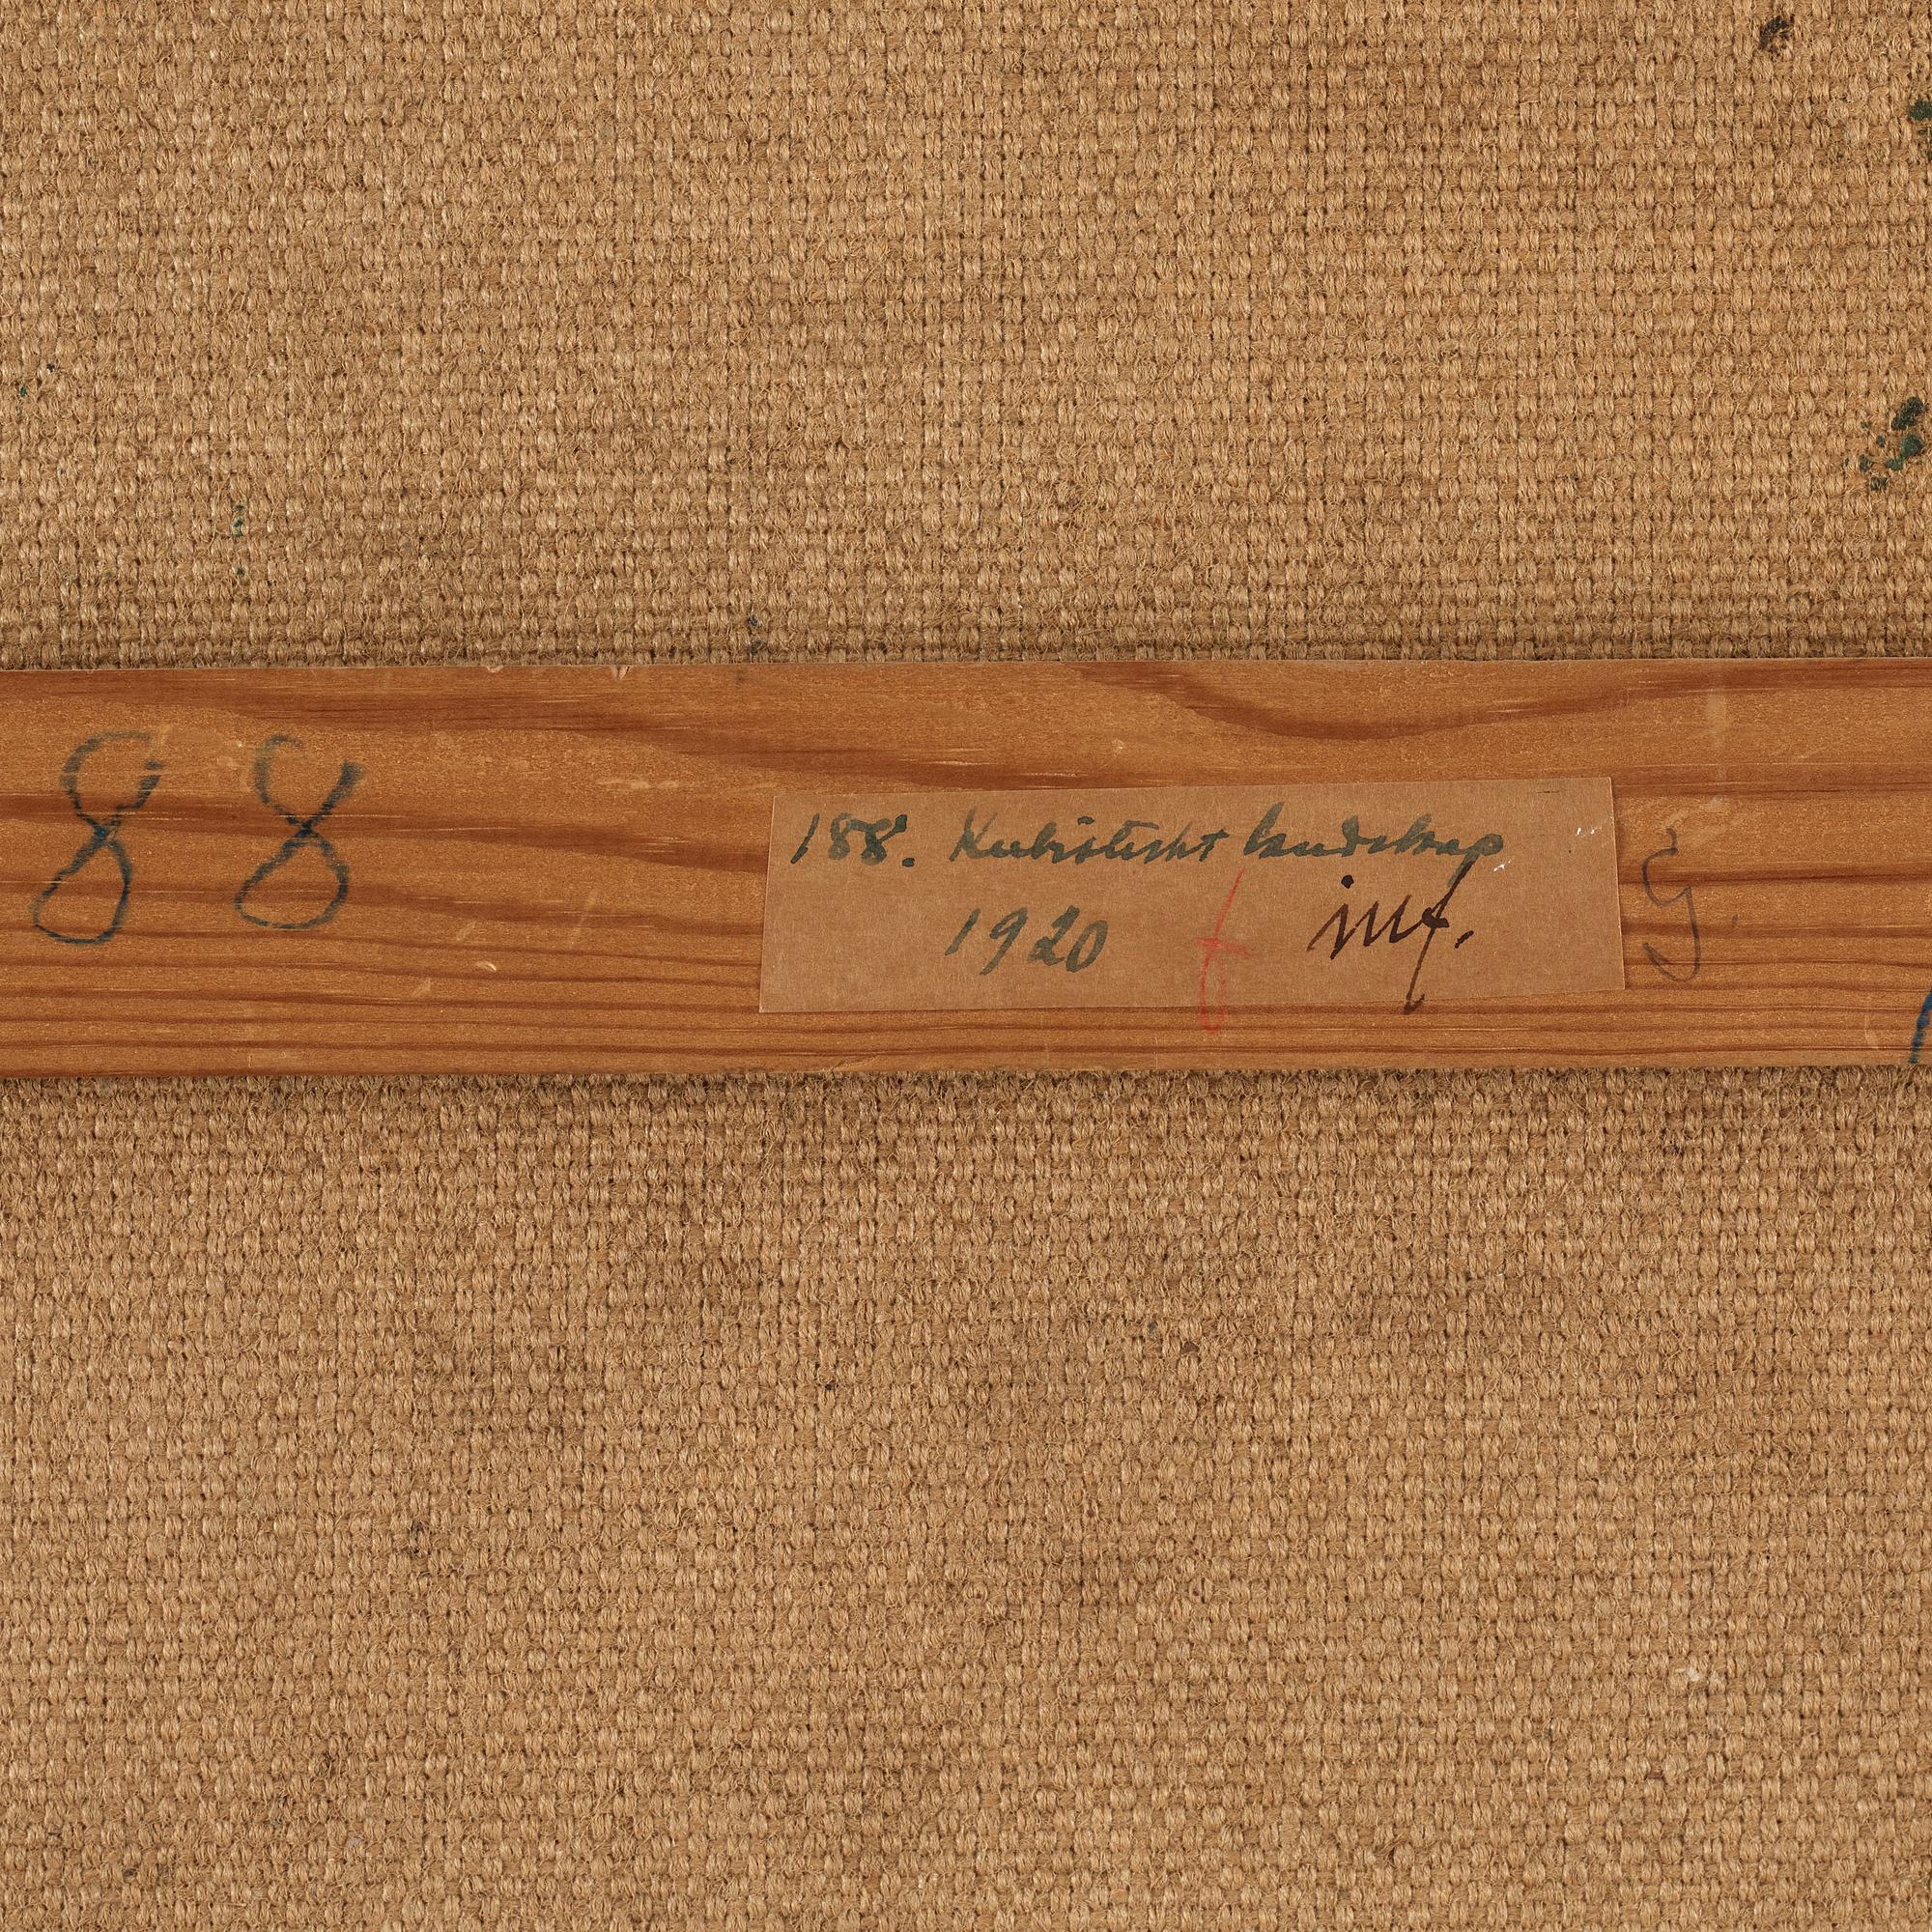 88
188. Kubistiskt landskap
1920 f inf.
G.